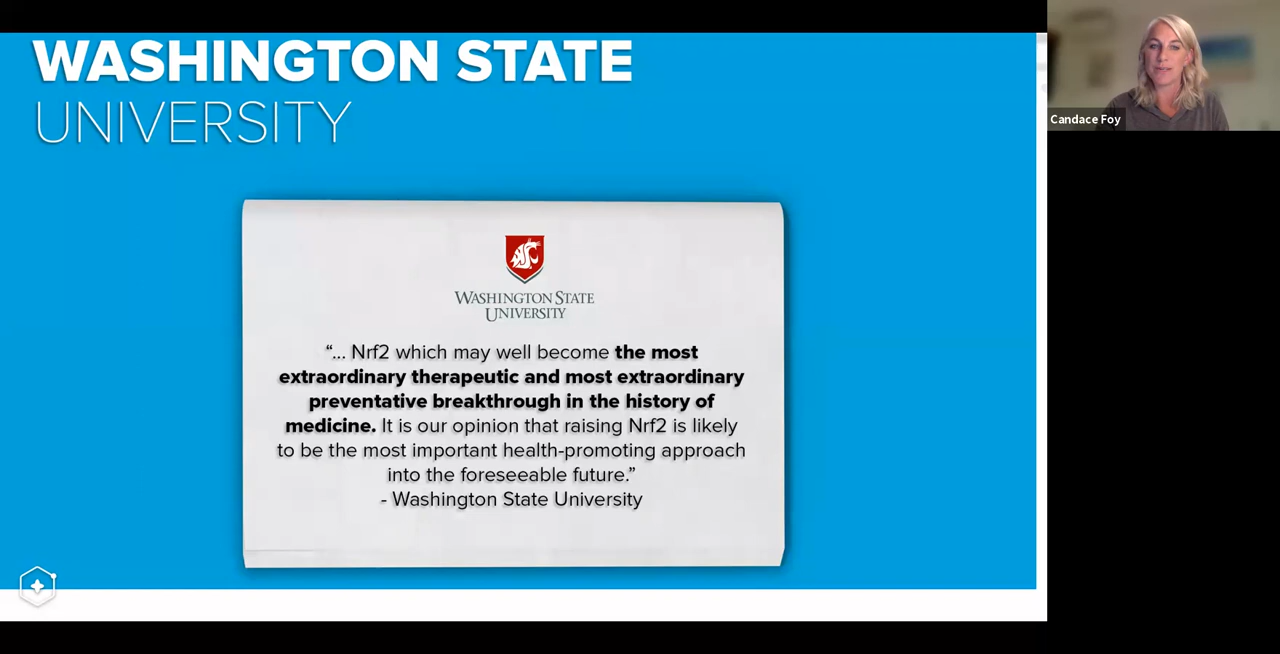 WASHINGTON STATE
UNIVERSITY
WASHINGTON STATE
UNIVERSITY
“... Nrf2 which may well become the most
extraordinary therapeutic and most extraordinary
preventative breakthrough in the history of
medicine. It is our opinion that raising Nrf2 is likely
to be the most important health-promoting approach
into the foreseeable future.”
- Washington State University
Candace Foy